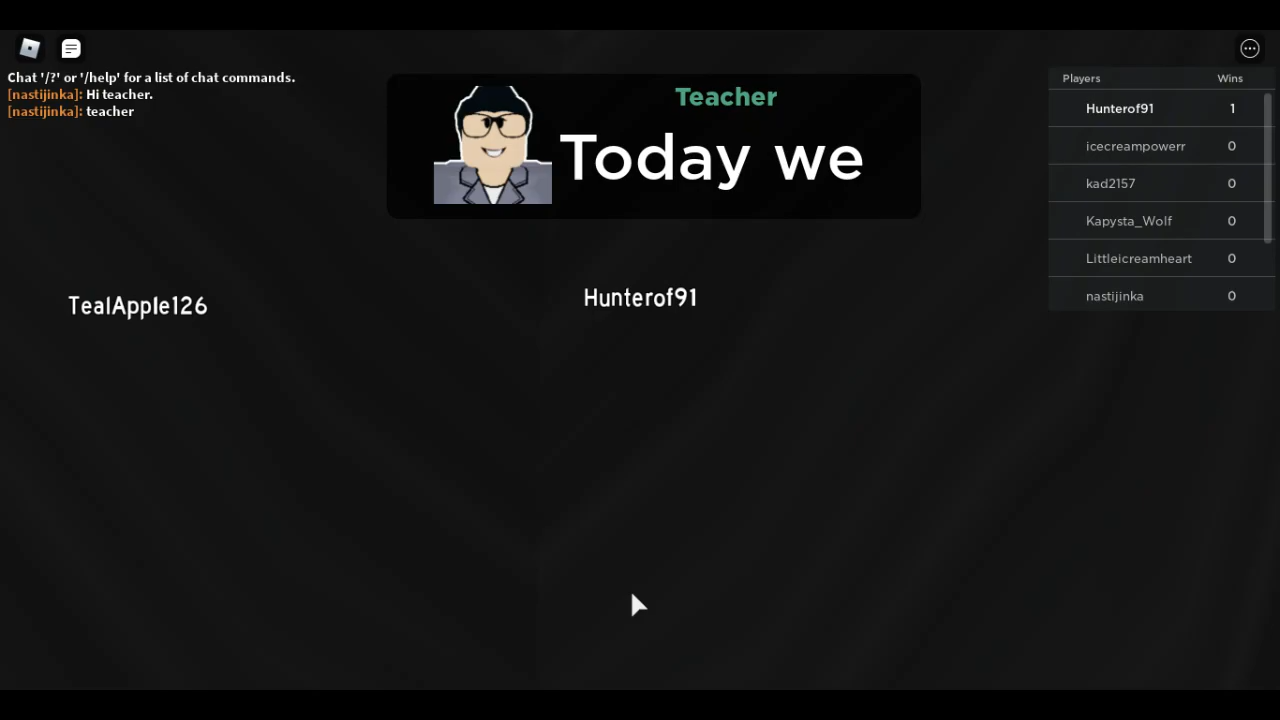 Chat '/?' or '/help' for a list of chat commands.
[nastijinka]: Hi teacher.
[nastijinka]: teacher
Teacher
Today we
Players Wins
Hunterof91 1
icecreampowerr 0
kad2157 0
Kapysta_Wolf 0
Littleicreamheart 0
nastijinka 0
TealApple126
Hunterof91